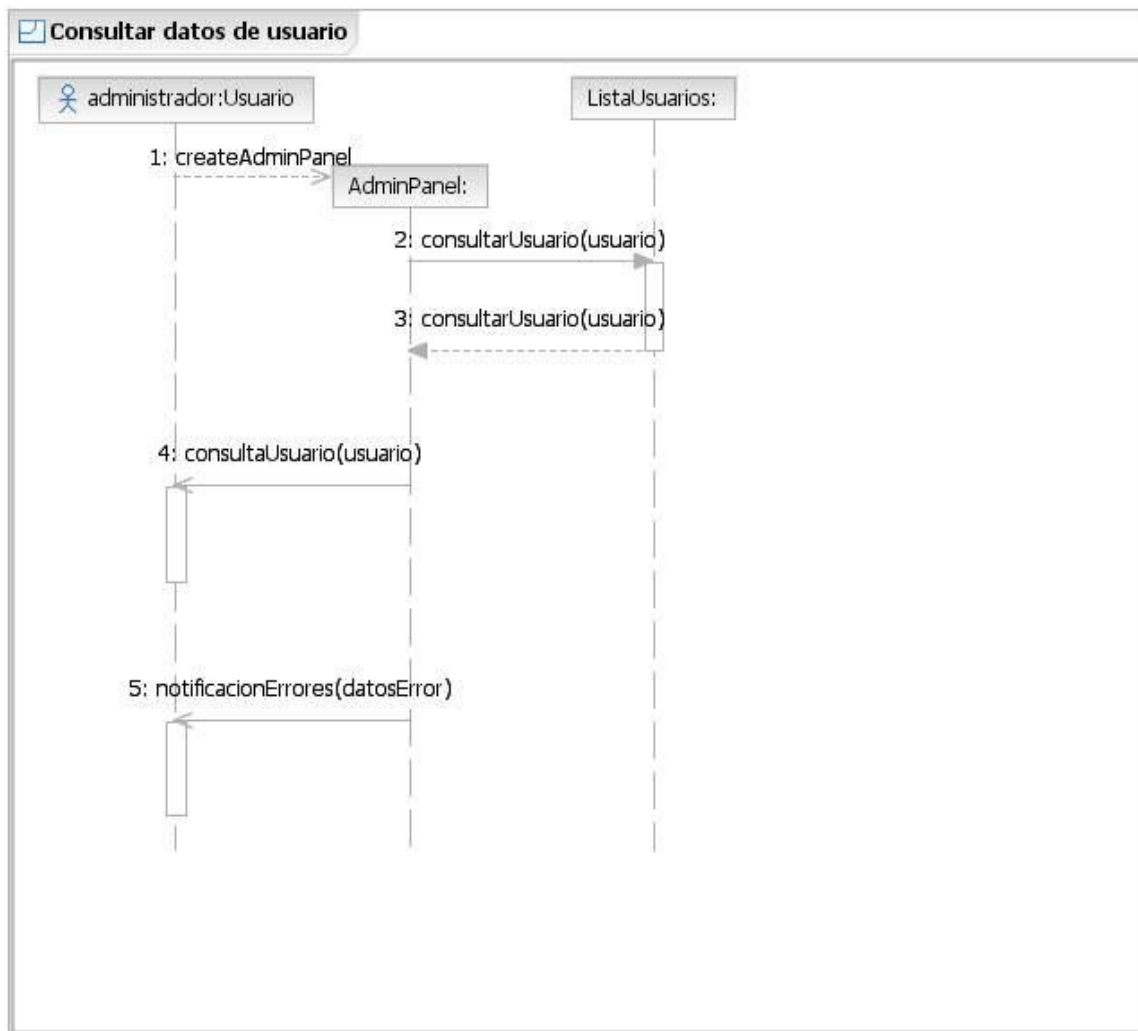 Consultar datos de usuario
administrador:Usuario
ListaUsuarios:
1: createAdminPanel
AdminPanel:
2: consultarUsuario(usuario)
3: consultarUsuario(usuario)
4: consultaUsuario(usuario)
5: notificacionErrores(datosError)